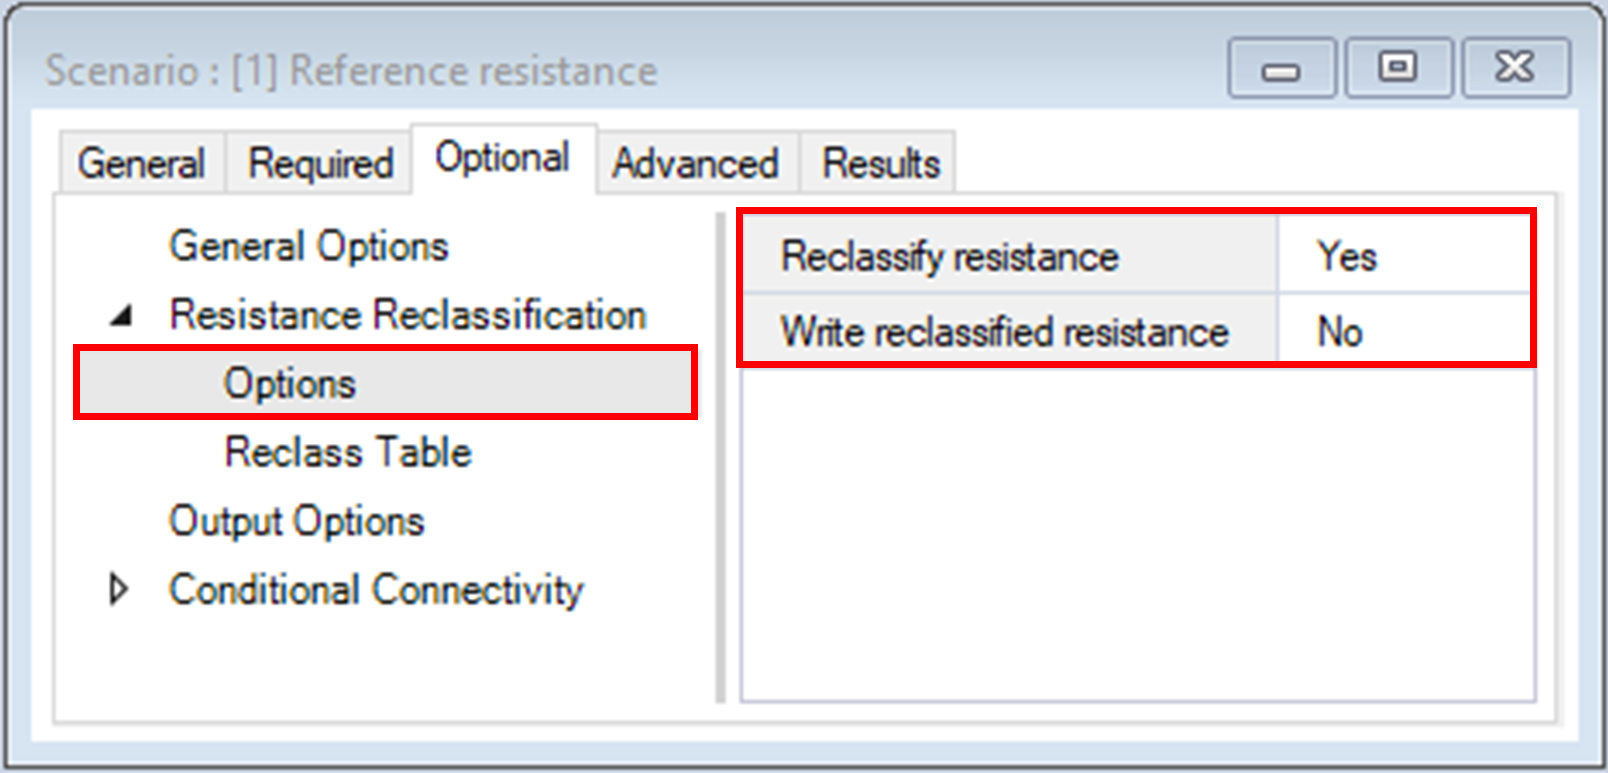 Scenario : [1] Reference resistance
General Required Optional Advanced Results
General Options
Resistance Reclassification
Options
Reclass Table
Output Options
Conditional Connectivity
Reclassify resistance Yes
Write reclassified resistance No